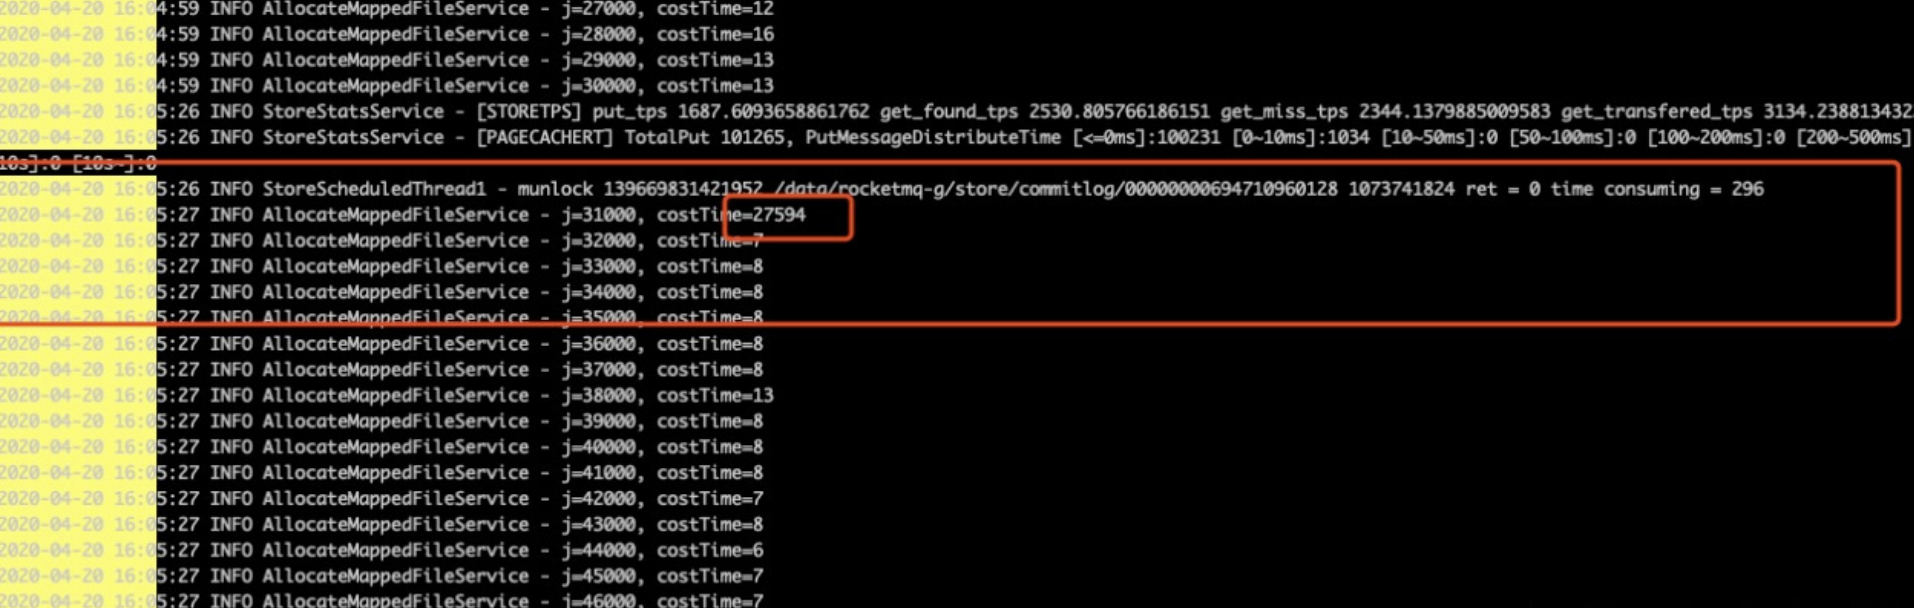 2020-04-20 16:04:59 INFO AllocateMappedFileService - j=27000, costTime=12
2020-04-20 16:04:59 INFO AllocateMappedFileService - j=28000, costTime=16
2020-04-20 16:04:59 INFO AllocateMappedFileService - j=29000, costTime=13
2020-04-20 16:04:59 INFO AllocateMappedFileService - j=30000, costTime=13
2020-04-20 16:05:26 INFO StoreStatsService - [STORETPS] put_tps 1687.6093658861762 get_found_tps 2530.805766186151 get_miss_tps 2344.1379885009583 get_transfered_tps 3134.238813432
2020-04-20 16:05:26 INFO StoreStatsService - [PAGECACHERT] TotalPut 101265, PutMessageDistributeTime [<=0ms]:100231 [0~10ms]:1034 [10~50ms]:0 [50~100ms]:0 [100~200ms]:0 [200~500ms]
10s]:0 [10s~]:0
2020-04-20 16:05:26 INFO StoreScheduledThread1 - munlock 139669831421952 /data/rocketmq-g/store/commitlog/00000000694710960128 1073741824 ret = 0 time consuming = 296
2020-04-20 16:05:27 INFO AllocateMappedFileService - j=31000, costTime=27594
2020-04-20 16:05:27 INFO AllocateMappedFileService - j=32000, costTime=7
2020-04-20 16:05:27 INFO AllocateMappedFileService - j=33000, costTime=8
2020-04-20 16:05:27 INFO AllocateMappedFileService - j=34000, costTime=8
2020-04-20 16:05:27 INFO AllocateMappedFileService - j=35000, costTime=8
2020-04-20 16:05:27 INFO AllocateMappedFileService - j=36000, costTime=8
2020-04-20 16:05:27 INFO AllocateMappedFileService - j=37000, costTime=8
2020-04-20 16:05:27 INFO AllocateMappedFileService - j=38000, costTime=13
2020-04-20 16:05:27 INFO AllocateMappedFileService - j=39000, costTime=8
2020-04-20 16:05:27 INFO AllocateMappedFileService - j=40000, costTime=8
2020-04-20 16:05:27 INFO AllocateMappedFileService - j=41000, costTime=8
2020-04-20 16:05:27 INFO AllocateMappedFileService - j=42000, costTime=7
2020-04-20 16:05:27 INFO AllocateMappedFileService - j=43000, costTime=8
2020-04-20 16:05:27 INFO AllocateMappedFileService - j=44000, costTime=6
2020-04-20 16:05:27 INFO AllocateMappedFileService - j=45000, costTime=7
2020-04-20 16:05:27 INFO AllocateMappedFileService - j=46000, costTime=7